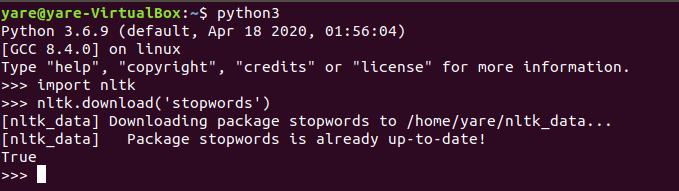 yare@yare-VirtualBox:~$ python3
Python 3.6.9 (default, Apr 18 2020, 01:56:04)
[GCC 8.4.0] on linux
Type "help", "copyright", "credits" or "license" for more information.
>>> import nltk
>>> nltk.download('stopwords')
[nltk_data] Downloading package stopwords to /home/yare/nltk_data...
[nltk_data]   Package stopwords is already up-to-date!
True
>>>